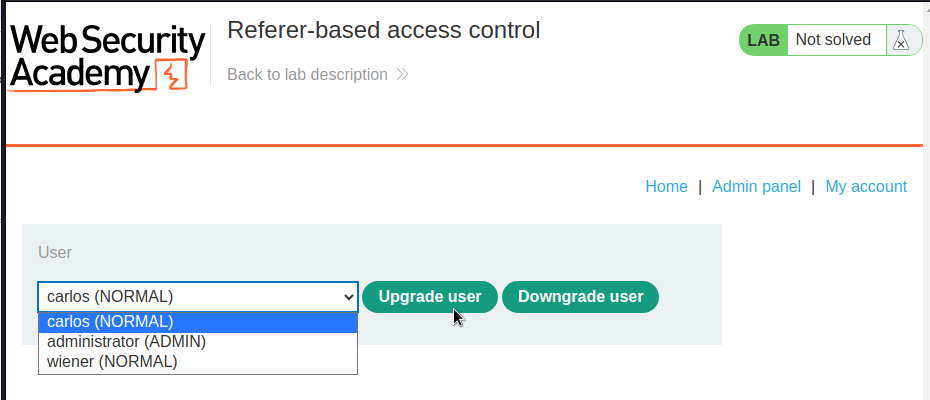 Web Security
Academy
Referer-based access control
Back to lab description
LAB Not solved
Home | Admin panel | My account
User
carlos (NORMAL) Upgrade user Downgrade user
carlos (NORMAL)
administrator (ADMIN)
wiener (NORMAL)